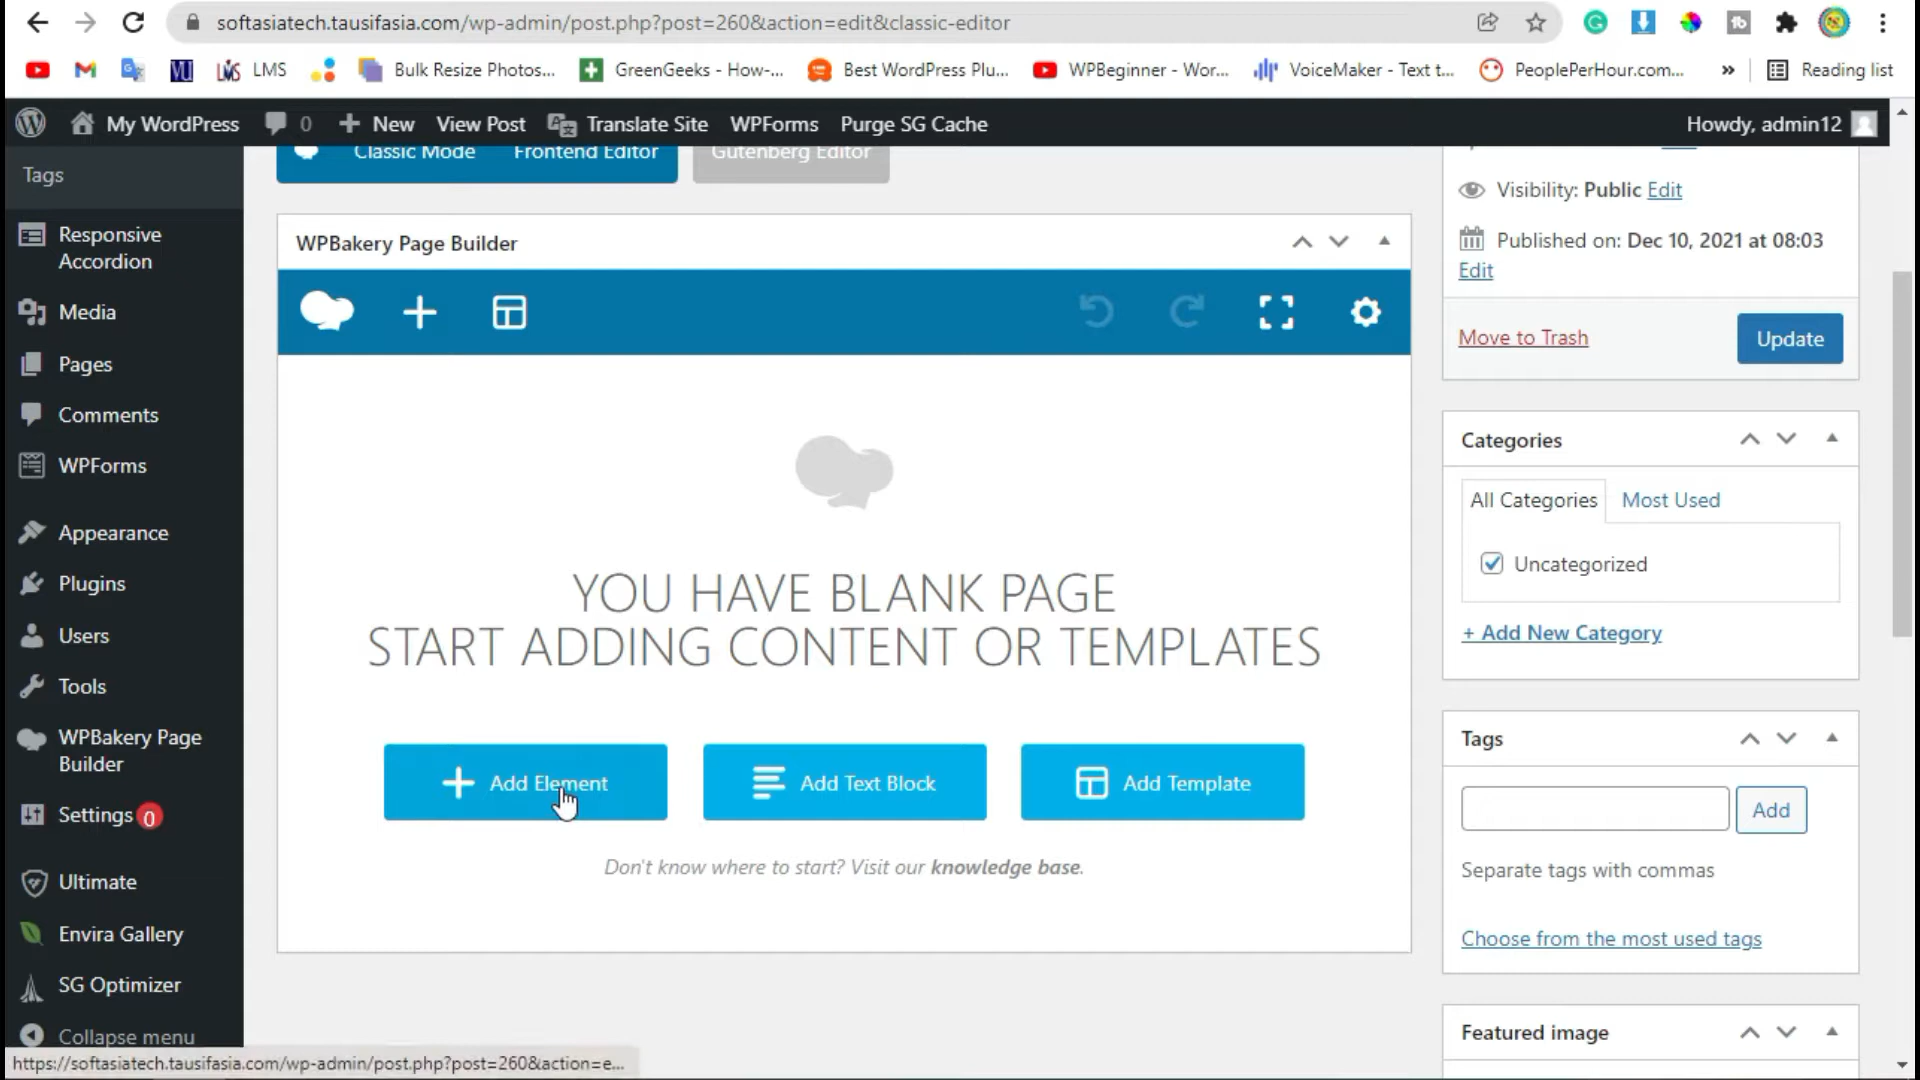 softasiatech.tausifasia.com/wp-admin/post.php?post=260&action=edit&classic-editor
LMS
Bulk Resize Photos...
GreenGeeks - How-...
Best WordPress Plu...
WPBeginner - Wor...
VoiceMaker - Text t...
PeoplePerHour.com...
»
Reading list
My WordPress
0
New
View Post
Translate Site
WPForms
Purge SG Cache
Howdy, admin12
Tags
Responsive
Accordion
Media
Pages
Comments
WPForms
Appearance
Plugins
Users
Tools
WPBakery Page
Builder
Settings 0
Ultimate
Envira Gallery
SG Optimizer
Collapse menu
Classic Mode
Frontend Editor
Gutenberg Editor
WPBakery Page Builder
YOU HAVE BLANK PAGE
START ADDING CONTENT OR TEMPLATES
Add Element
Add Text Block
Add Template
Don't know where to start? Visit our knowledge base.
Visibility: Public Edit
Published on: Dec 10, 2021 at 08:03
Edit
Move to Trash
Update
Categories
All Categories
Most Used
Uncategorized
+ Add New Category
Tags
Add
Separate tags with commas
Choose from the most used tags
Featured image
https://softasiatech.tausifasia.com/wp-admin/post.php?post=260&action=e...